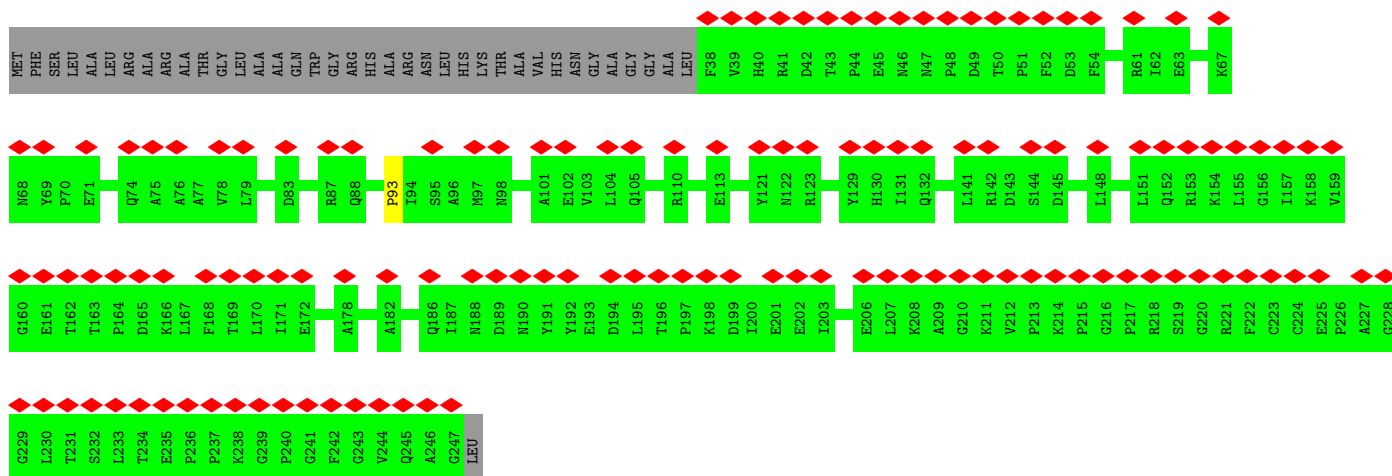 MET PHE SER LEU ALA LEU ARG ALA ARG ALA THR GLY LEU ALA ALA GLN TRP GLY ARG HIS ALA ARG ASN LEU HIS LYS THR ALA VAL HIS ASN GLY ALA GLY GLY ALA LEU F38 V39 H40 R41 D42 T43 P44 E45 N46 N47 P48 D49 T50 P51 F52 D53 F54 R61 I62 E63 K67
N68 Y69 P70 E71 Q74 A75 A76 A77 V78 L79 D83 R87 Q88 P93 I94 S95 A96 M97 N98 A101 E102 V103 L104 Q105 R110 E113 Y121 N122 R123 Y129 H130 I131 Q132 L141 R142 D143 S144 D145 L148 L151 Q152 R153 K154 L155 G156 I157 K158 V159
G160 E161 T162 T163 P164 D165 K166 L167 F168 T169 L170 I171 E172 A178 A182 Q186 I187 N188 D189 N190 Y191 Y192 E193 D194 L195 T196 P197 K198 D199 I200 E201 E202 I203 E206 L207 K208 A209 G210 K211 V212 P213 K214 P215 G216 P217 R218 S219 G220 R221 F222 C223 C224 E225 P226 A227 G228
G229 L230 T231 S232 L233 T234 E235 P236 P237 K238 G239 P240 G241 F242 G243 V244 Q245 A246 G247 LEU